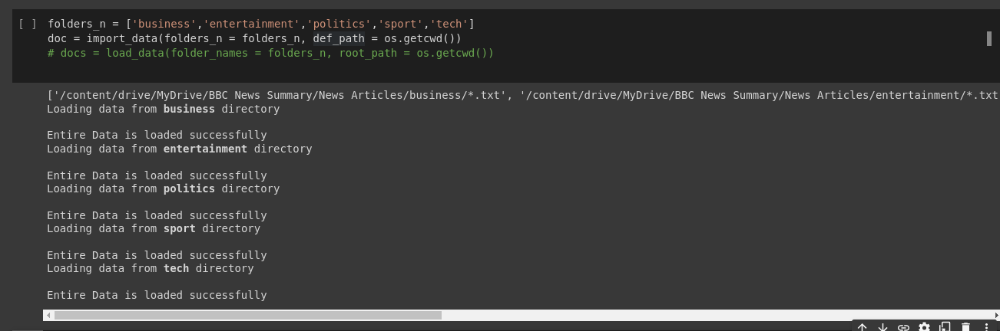 [ ] folders_n = ['business','entertainment','politics','sport','tech']
doc = import_data(folders_n = folders_n, def_path = os.getcwd())
# docs = load_data(folder_names = folders_n, root_path = os.getcwd())
['/content/drive/MyDrive/BBC News Summary/News Articles/business/*.txt', '/content/drive/MyDrive/BBC News Summary/News Articles/entertainment/*.txt
Loading data from business directory
Entire Data is loaded successfully
Loading data from entertainment directory
Entire Data is loaded successfully
Loading data from politics directory
Entire Data is loaded successfully
Loading data from sport directory
Entire Data is loaded successfully
Loading data from tech directory
Entire Data is loaded successfully